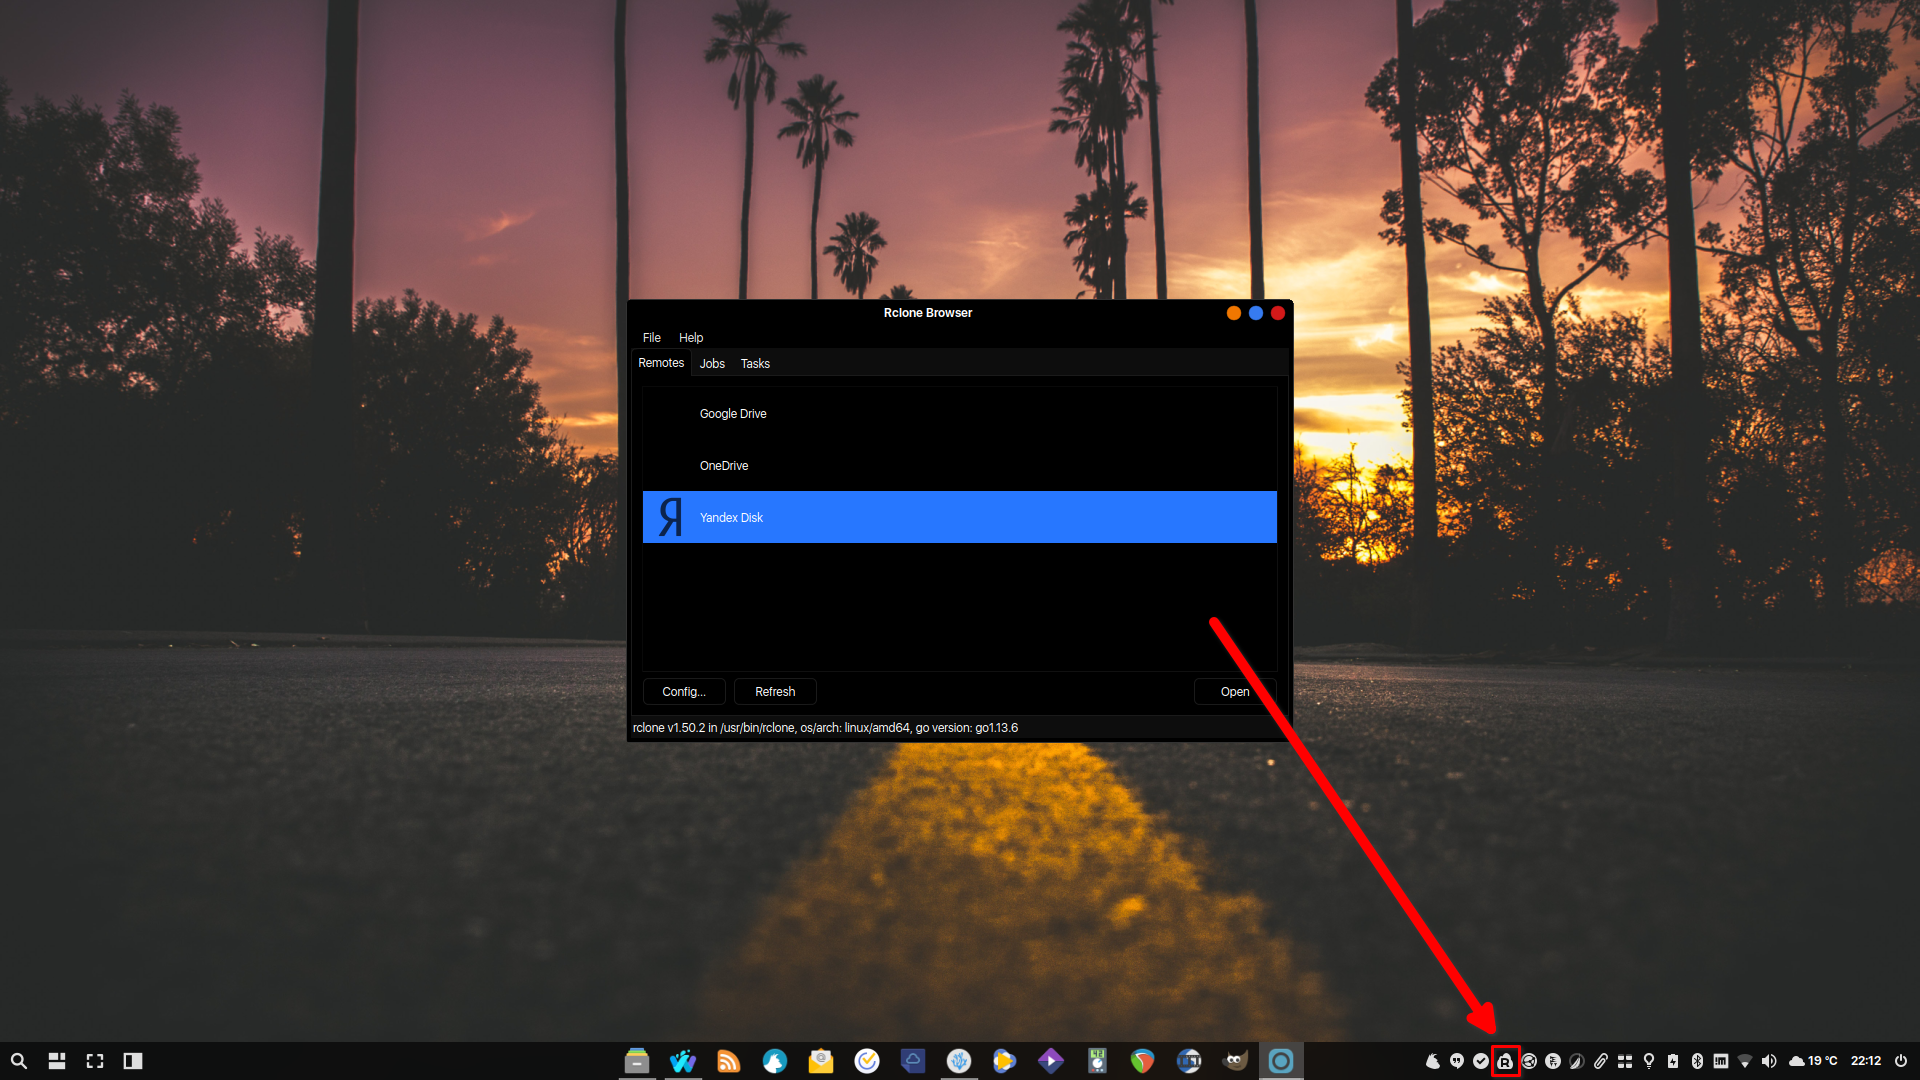 Rclone Browser
File Help
Remotes Jobs Tasks
Google Drive
OneDrive
Я Yandex Disk
Config... Refresh Open
rclone v1.50.2 in /usr/bin/rclone, os/arch: linux/amd64, go version: go1.13.6
R 19 °C 22:12